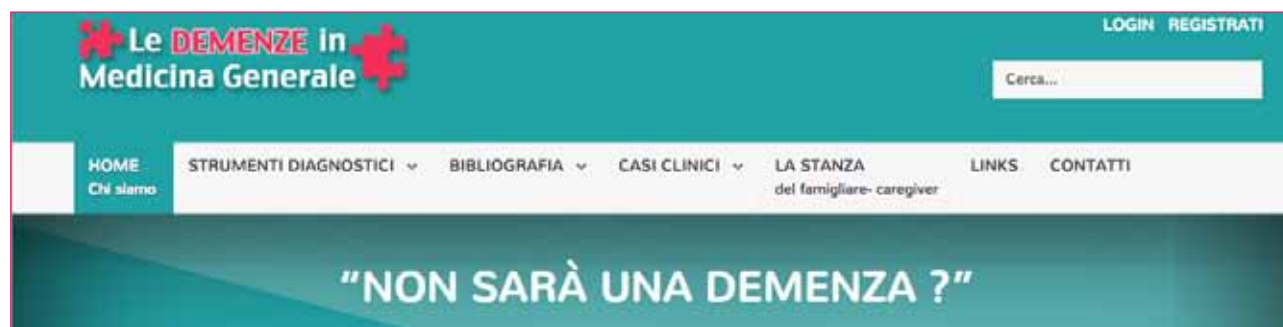 Le DEMENZE in
Medicina Generale
LOGIN REGISTRATI
Cerca...
HOME
Chi siamo
STRUMENTI DIAGNOSTICI
BIBLIOGRAFIA
CASI CLINICI
LA STANZA
del famigliare- caregiver
LINKS
CONTATTI
“NON SARÀ UNA DEMENZA ?”